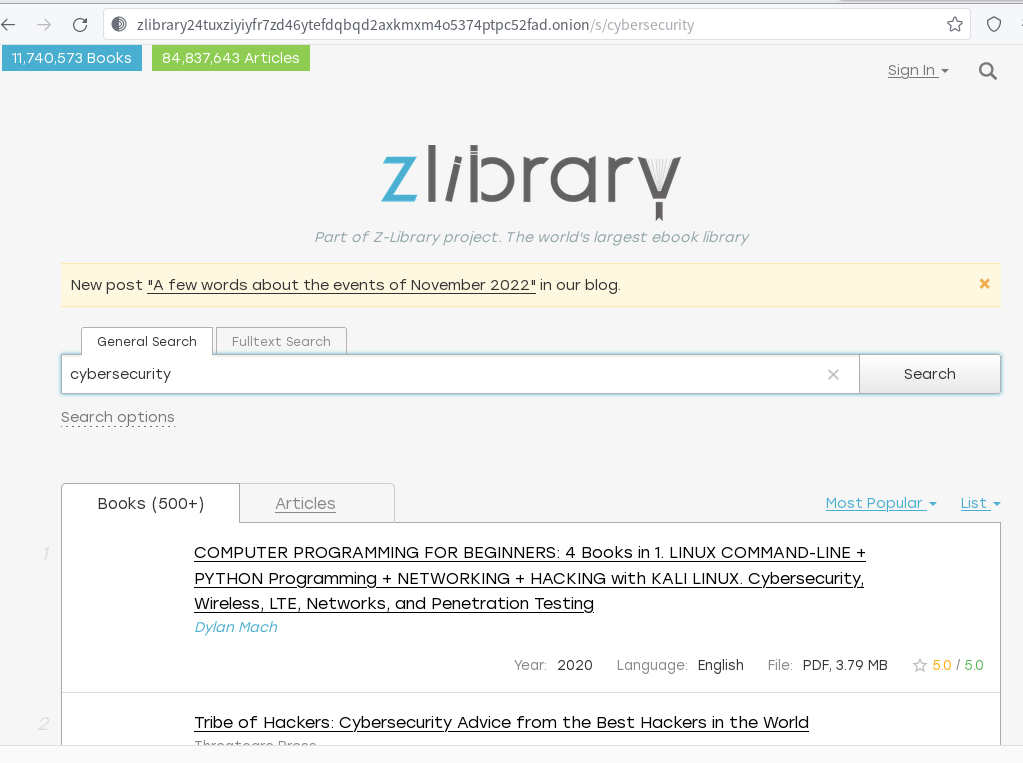 zlibrary24tuxziyiyfr7zd46ytefdqbqd2axkmxm4o5374ptpc52fad.onion/s/cybersecurity
11,740,573 Books 84,837,643 Articles
Sign In
zlibrary
Part of Z-Library project. The world's largest ebook library
New post "A few words about the events of November 2022" in our blog.
General Search Fulltext Search
cybersecurity Search
Search options
Books (500+) Articles Most Popular List
1
COMPUTER PROGRAMMING FOR BEGINNERS: 4 Books in 1. LINUX COMMAND-LINE +
PYTHON Programming + NETWORKING + HACKING with KALI LINUX. Cybersecurity,
Wireless, LTE, Networks, and Penetration Testing
Dylan Mach
Year: 2020 Language: English File: PDF, 3.79 MB 5.0 / 5.0
2
Tribe of Hackers: Cybersecurity Advice from the Best Hackers in the World
Threatcare Press